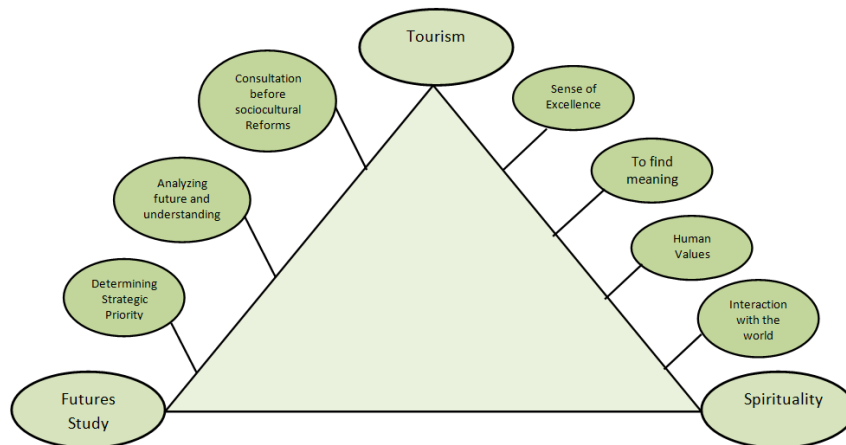 Tourism
Consultation
before
sociocultural
Reforms
Sense of
Excellence
Analyzing
future and
understanding
To find
meaning
Human
Values
Determining
Strategic
Priority
Interaction
with the
world
Futures
Study
Spirituality